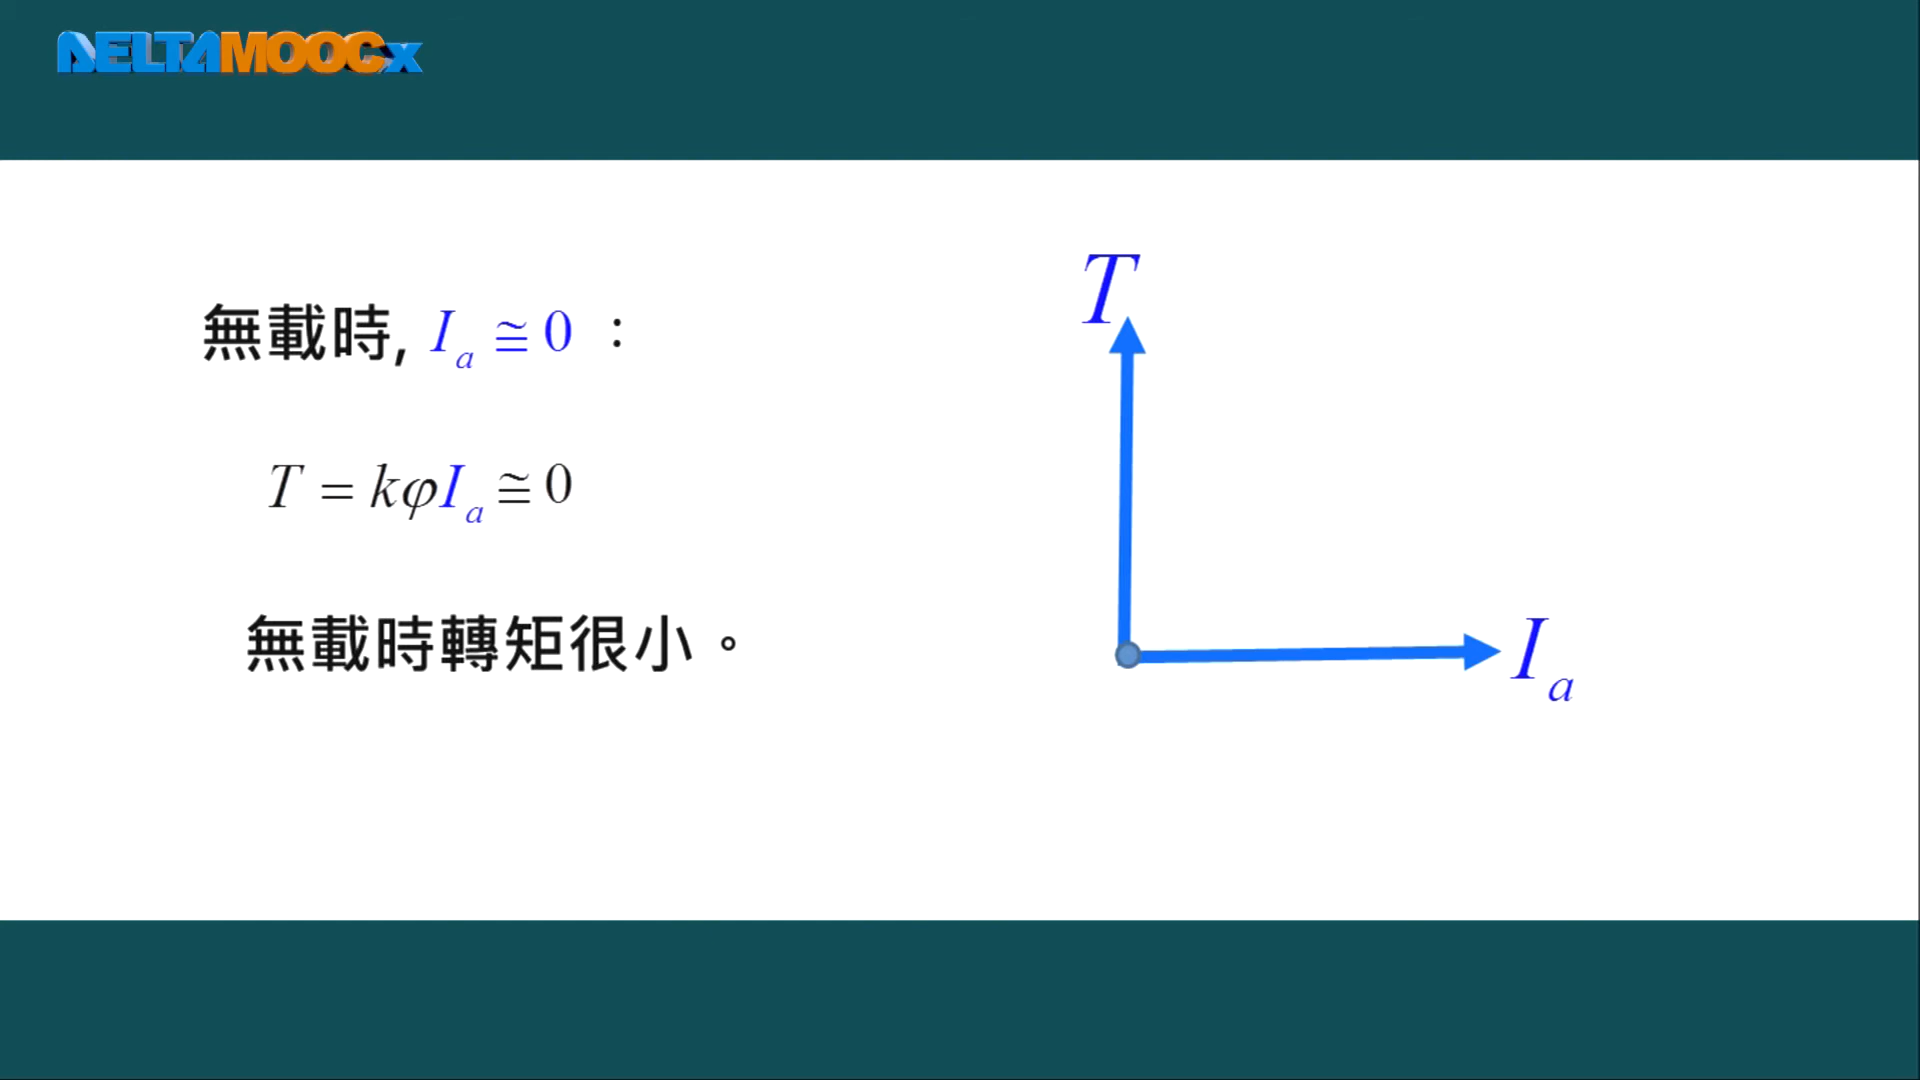 DELTAMOOCx
無載時, Ia ≅ 0 :
T = kφIa ≅ 0
無載時轉矩很小。
T
Ia